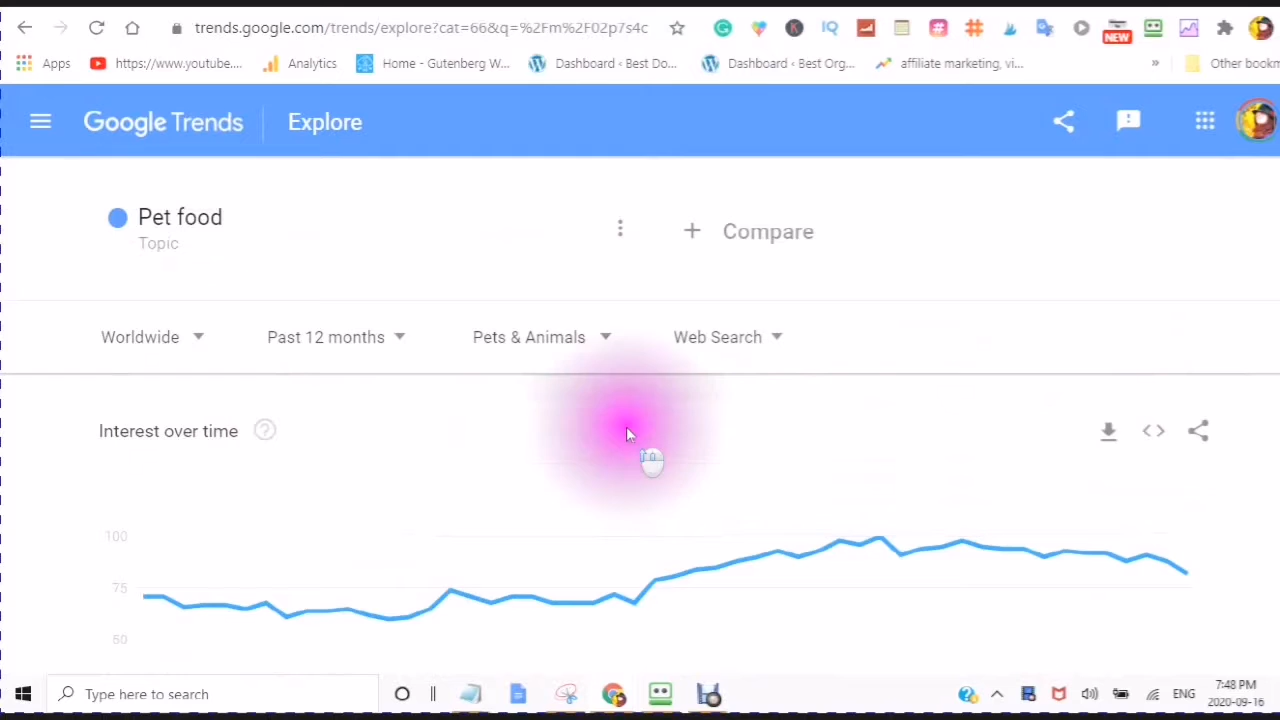 trends.google.com/trends/explore?cat=66&q=%2Fm%2F02p7s4c
NEW
Apps
https://www.youtube....
Analytics
Home - Gutenberg W...
Dashboard ‹ Best Do...
Dashboard ‹ Best Org...
affiliate marketing, vi...
»
Other bookm
Google Trends
Explore
Pet food
Topic
+ Compare
Worldwide
Past 12 months
Pets & Animals
Web Search
Interest over time
100
75
50
Type here to search
ENG
7:48 PM
2020-09-16